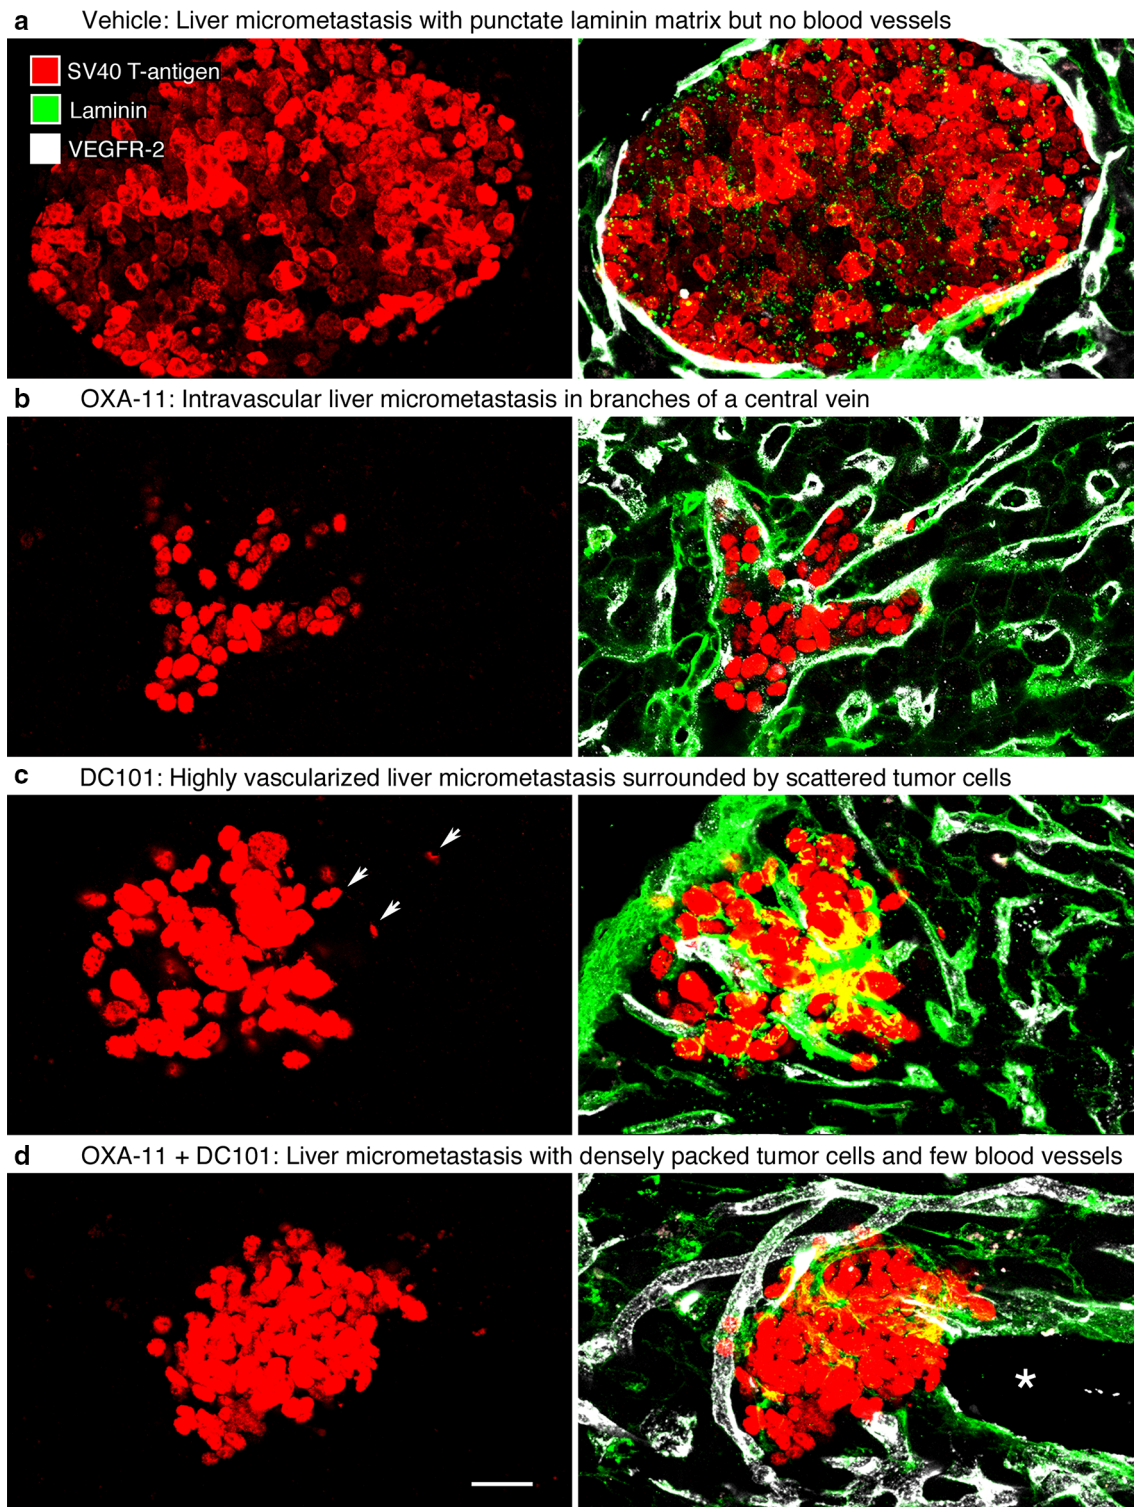 a Vehicle: Liver micrometastasis with punctate laminin matrix but no blood vessels
SV40 T-antigen
Laminin
VEGFR-2
b OXA-11: Intravascular liver micrometastasis in branches of a central vein
c DC101: Highly vascularized liver micrometastasis surrounded by scattered tumor cells
d OXA-11 + DC101: Liver micrometastasis with densely packed tumor cells and few blood vessels
*